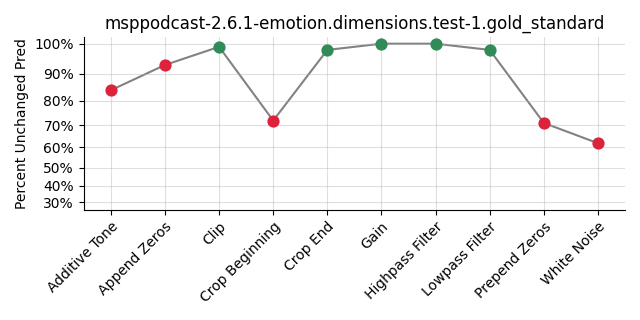 msppodcast-2.6.1-emotion.dimensions.test-1.gold_standard
Percent Unchanged Pred
100%
90%
80%
70%
60%
50%
40%
30%
Additive Tone
Append Zeros
Clip
Crop Beginning
Crop End
Gain
Highpass Filter
Lowpass Filter
Prepend Zeros
White Noise